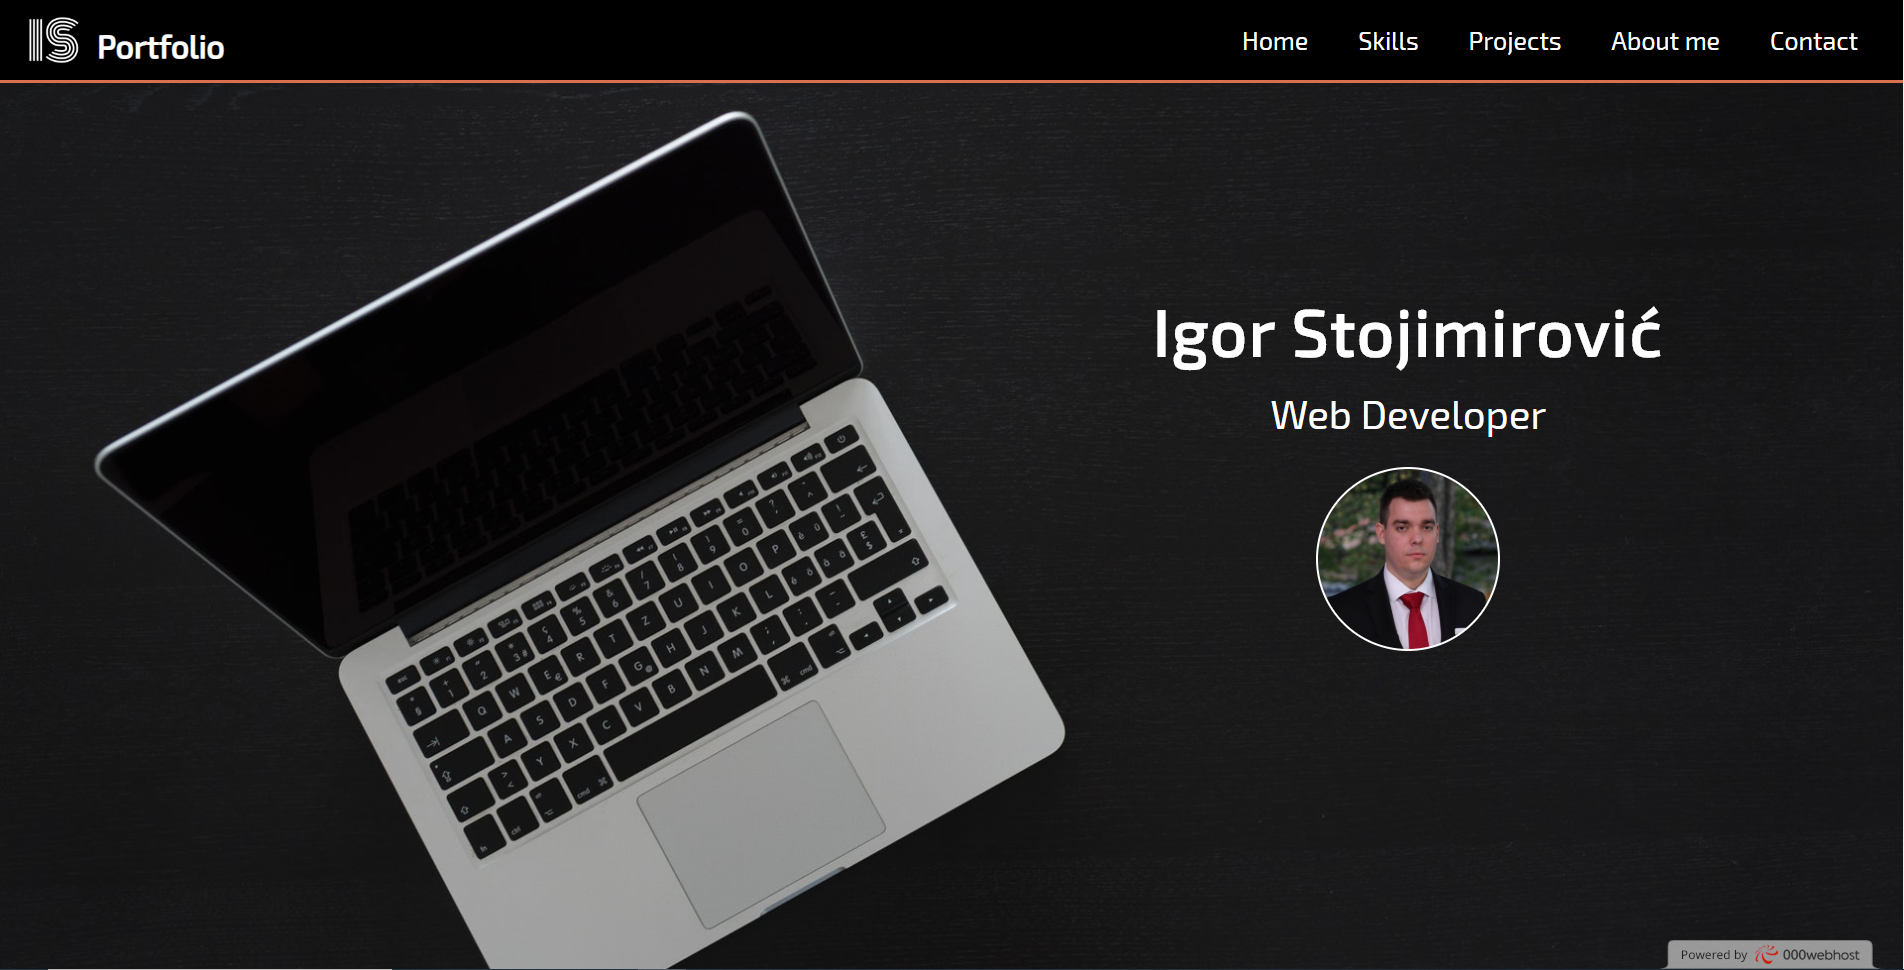 IS Portfolio
Home Skills Projects About me Contact
Igor Stojimirović
Web Developer
Powered by 000webhost